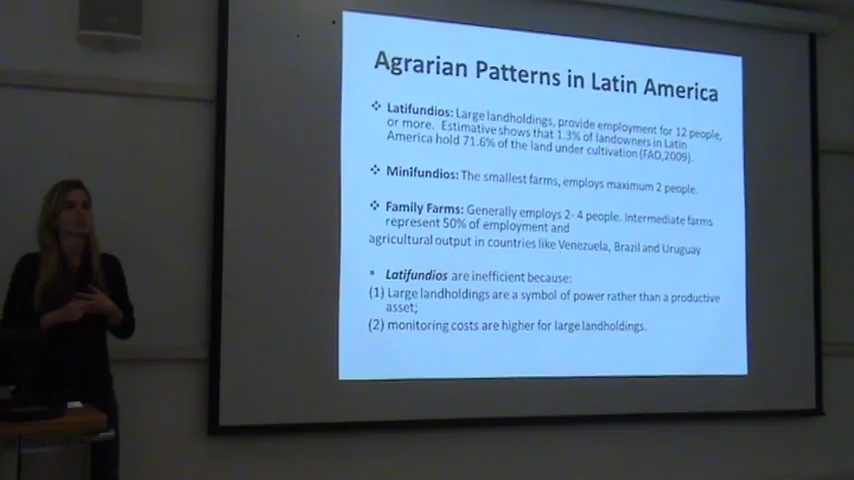 Agrarian Patterns in Latin America
❖ Latifundios: Large landholdings, provide employment for 12 people,
or more. Estimative shows that 1.3% of landowners in Latin
America hold 71.6% of the land under cultivation (FAO,2009).
❖ Minifundios: The smallest farms, employs maximum 2 people.
❖ Family Farms: Generally employs 2- 4 people. Intermediate farms
represent 50% of employment and
agricultural output in countries like Venezuela, Brazil and Uruguay
▪ Latifundios are inefficient because:
(1) Large landholdings are a symbol of power rather than a productive
asset;
(2) monitoring costs are higher for large landholdings.